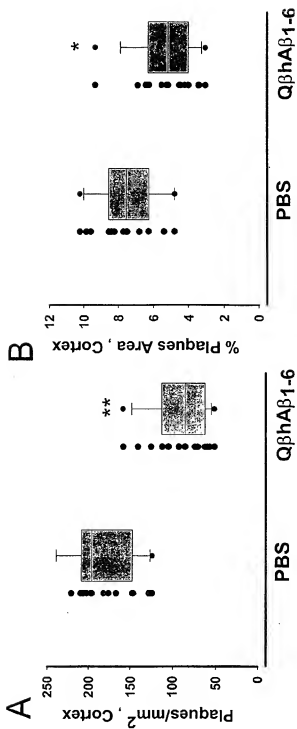 A
Plaques/mm², Cortex
250
200
150
100
50
0
**
PBS
QβhAβ1-6
B
% Plaques Area, Cortex
12
10
8
6
4
2
0
*
PBS
QβhAβ1-6